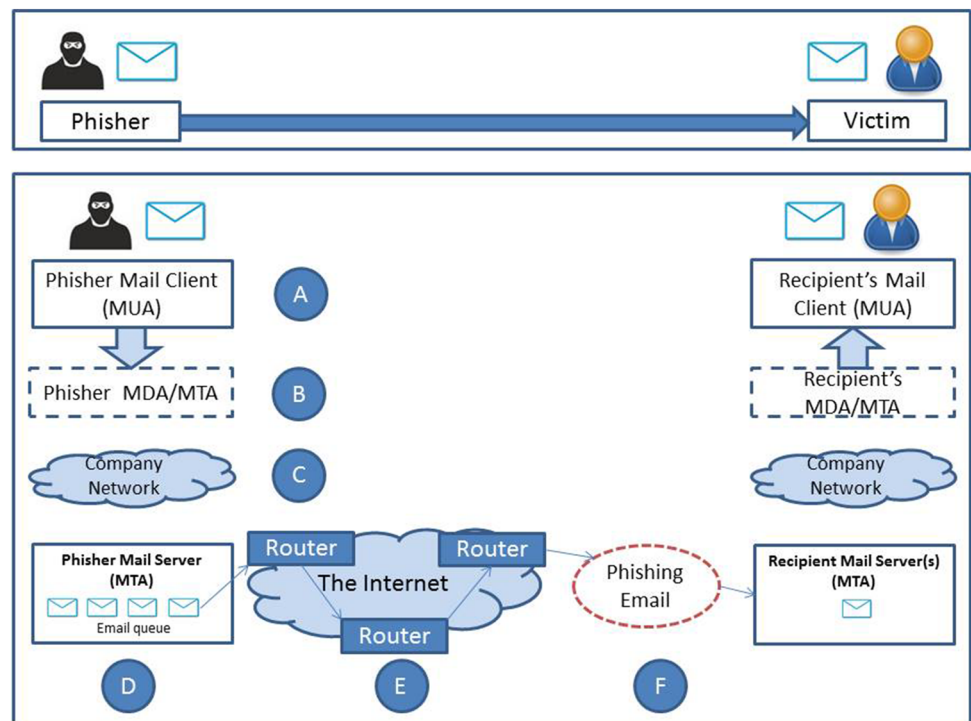 Phisher
Victim
Phisher Mail Client
(MUA)
A
Recipient's Mail
Client (MUA)
Phisher MDA/MTA
B
Recipient's
MDA/MTA
Company
Network
C
Company
Network
Phisher Mail Server
(MTA)
Email queue
Router
Router
The Internet
Router
Phishing
Email
Recipient Mail Server(s)
(MTA)
D
E
F